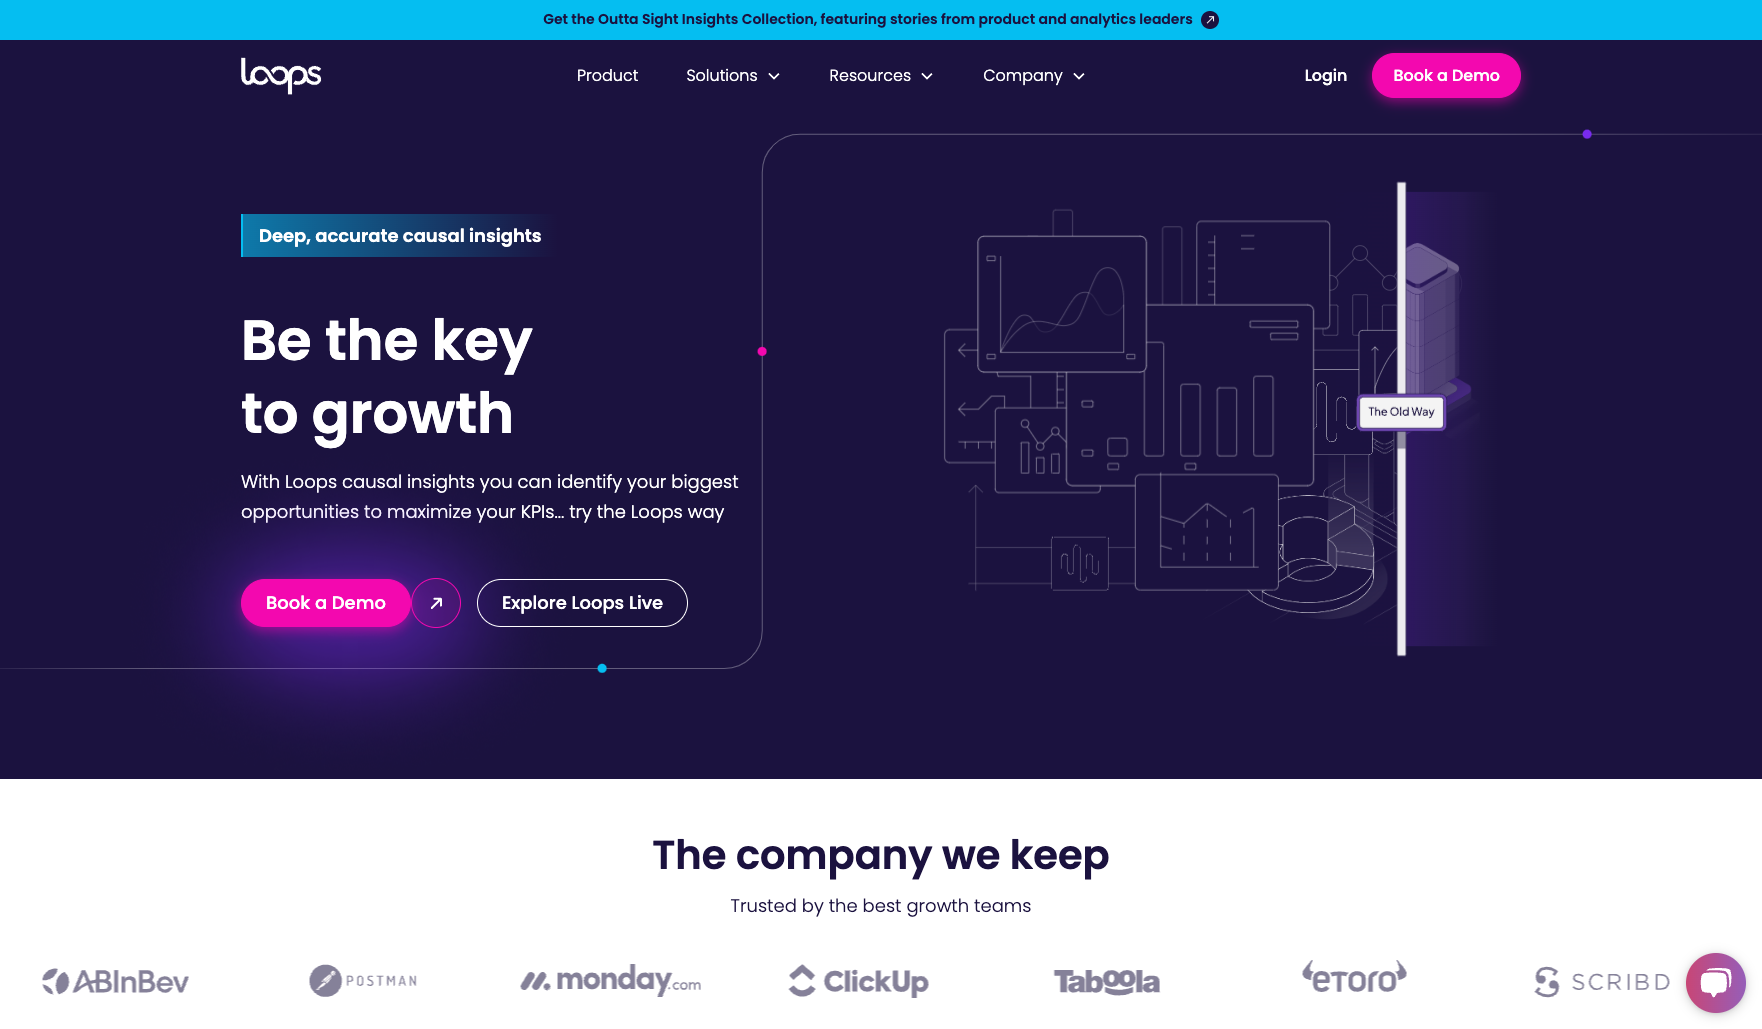 Get the Outta Sight Insights Collection, featuring stories from product and analytics leaders
loops
Product
Solutions
Resources
Company
Login
Book a Demo
Deep, accurate causal insights
Be the key
to growth
With Loops causal insights you can identify your biggest
opportunities to maximize your KPIs... try the Loops way
Book a Demo
Explore Loops Live
The Old Way
The company we keep
Trusted by the best growth teams
ABInBev
POSTMAN
monday.com
ClickUp
Taboola
etoro
SCRIBD